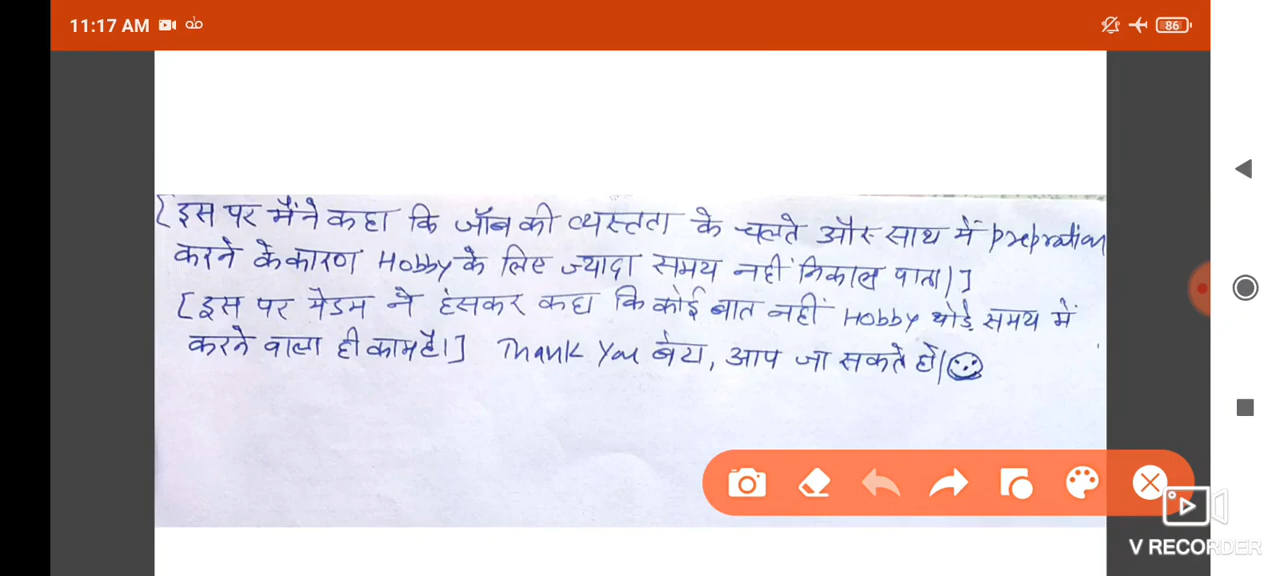 11:17 AM
86
[इस पर मैंने कहा कि जॉब की व्यस्तता के चलते और साथ में prepration
करने के कारण Hobby के लिए ज्यादा समय नहीं निकाल पाता।]
[इस पर मेडम ने हंसकर कहा कि कोई बात नहीं Hobby थोडे समय में
करने वाला ही काम है।] Thank You बेटा, आप जा सकते हो।
V RECORDER